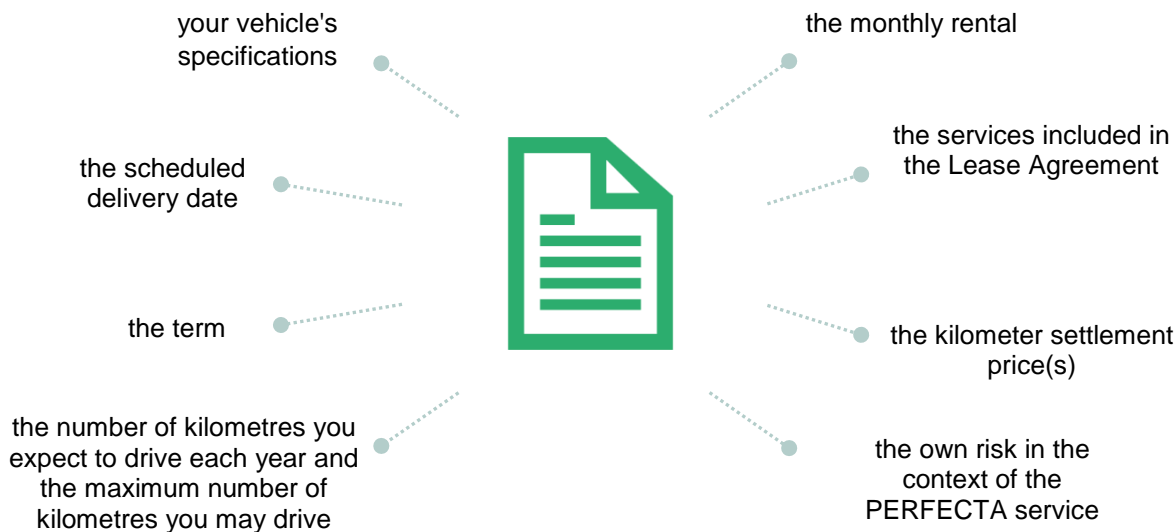 your vehicle's
specifications
the scheduled
delivery date
the term
the number of kilometres you
expect to drive each year and
the maximum number of
kilometres you may drive
the monthly rental
the services included in
the Lease Agreement
the kilometer settlement
price(s)
the own risk in the
context of the
PERFECTA service